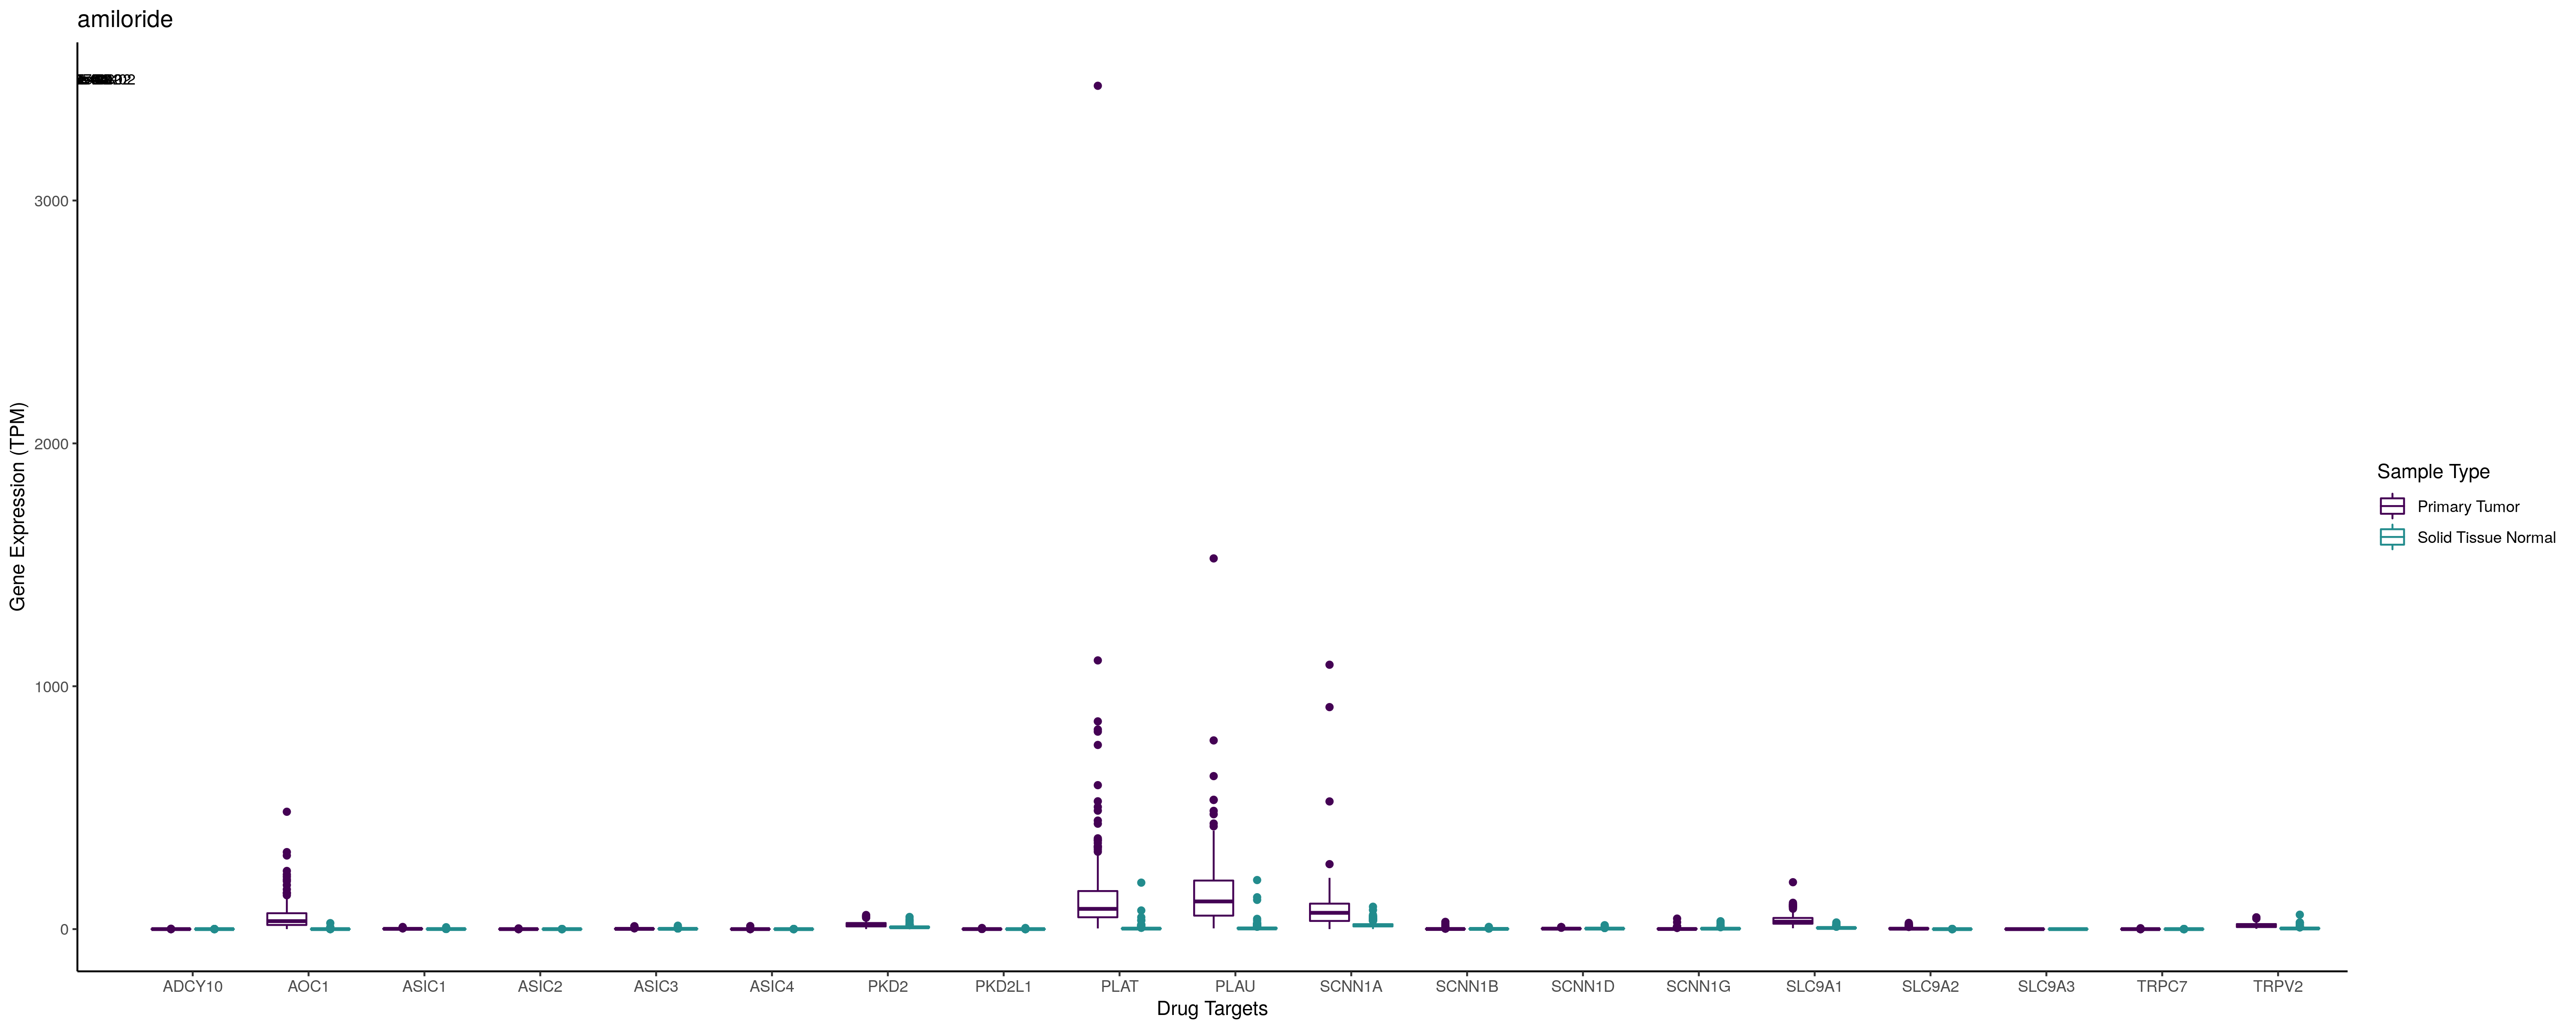 amiloride
3000
2000
1000
0
Gene Expression (TPM)
ADCY10 AOC1 ASIC1 ASIC2 ASIC3 ASIC4 PKD2 PKD2L1 PLAT PLAU SCNN1A SCNN1B SCNN1D SCNN1G SLC9A1 SLC9A2 SLC9A3 TRPC7 TRPV2
Drug Targets
Sample Type
Primary Tumor
Solid Tissue Normal